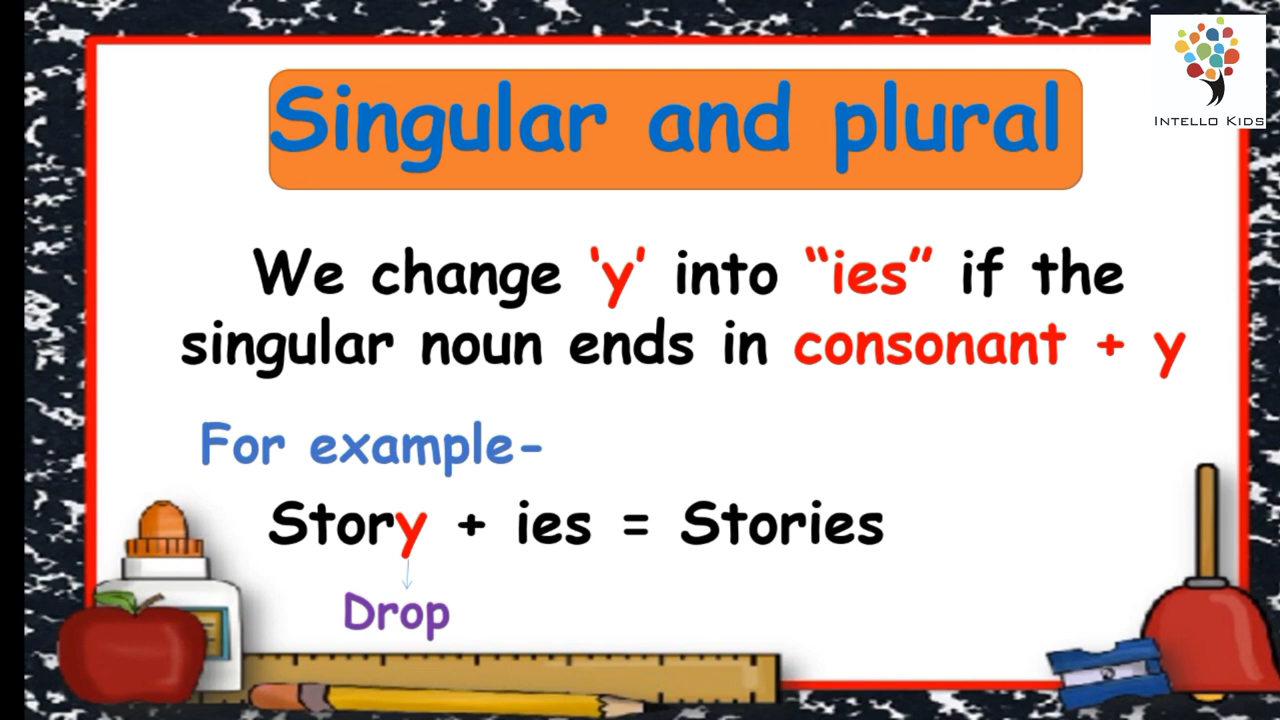 Singular and plural
INTELLO KIDS
We change ‘y’ into “ies” if the
singular noun ends in consonant + y
For example-
Story + ies = Stories
Drop